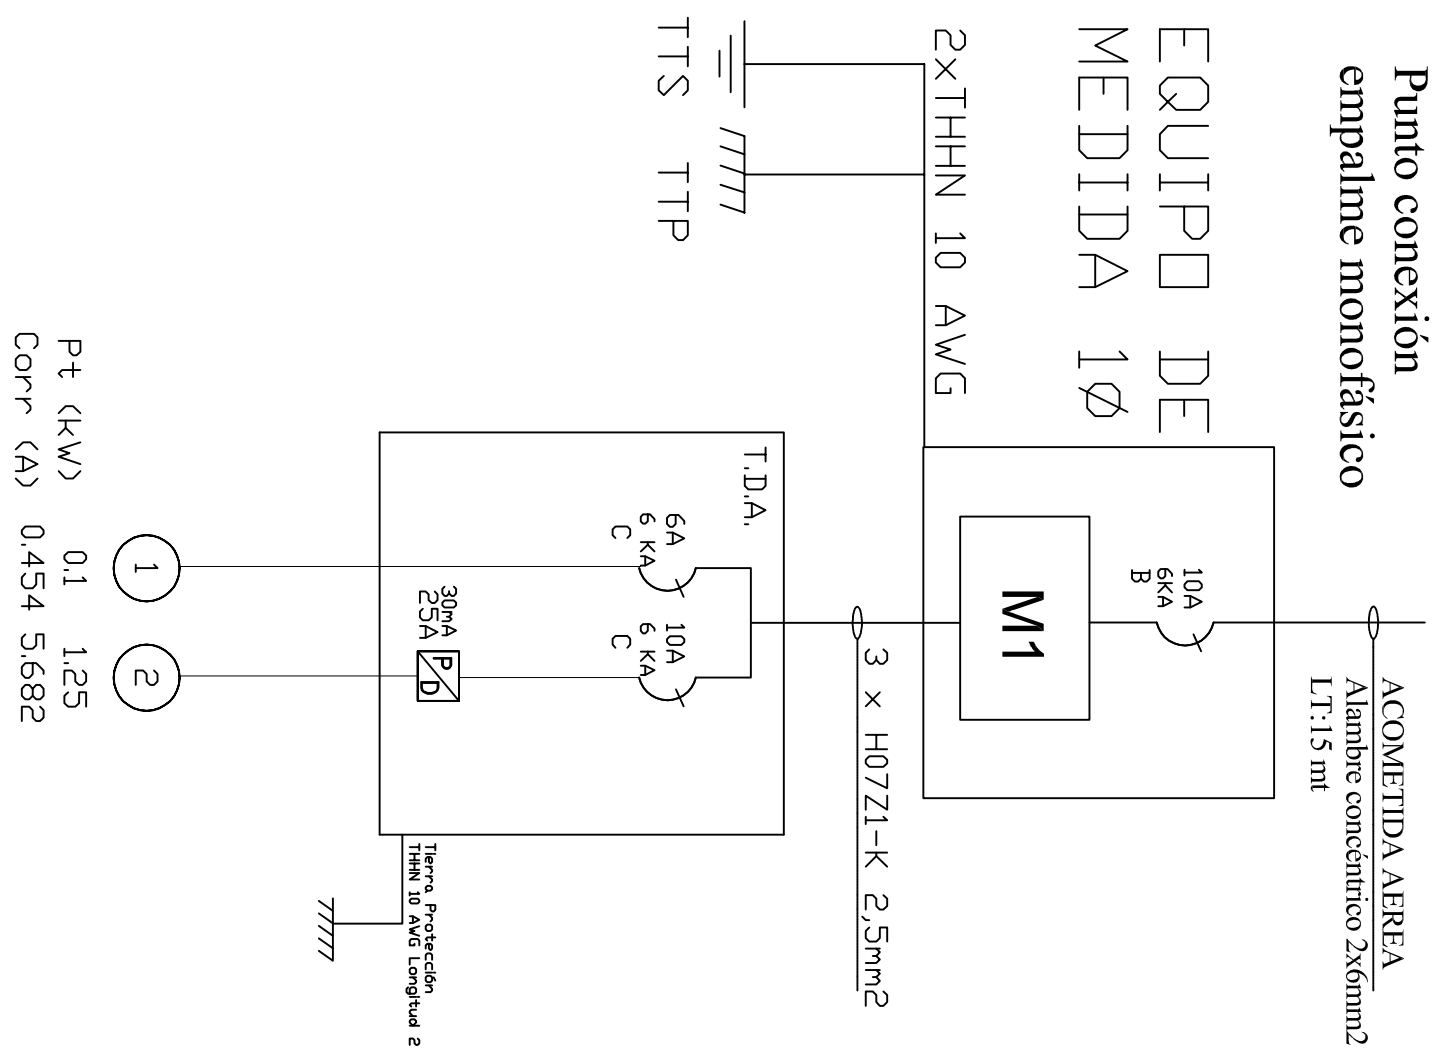 Punto conexión
empalme monofásico
ACOMETIDA AEREA
Alambre concéntrico 2x6mm2
LT:15 mt
EQUIPO DE
MEDIDA 1Ø
10A
6KA
B
M1
2xTHHN 10 AWG
TTS
TTP
3 x H07Z1-K 2,5mm2
T.D.A.
6A
6 KA
C
10A
6 KA
C
30mA
25A
P
D
Tierra Protección
THHN 10 AWG Longitud 2
1
2
Pt (kW) 0.1 1.25
Corr (A) 0.454 5.682